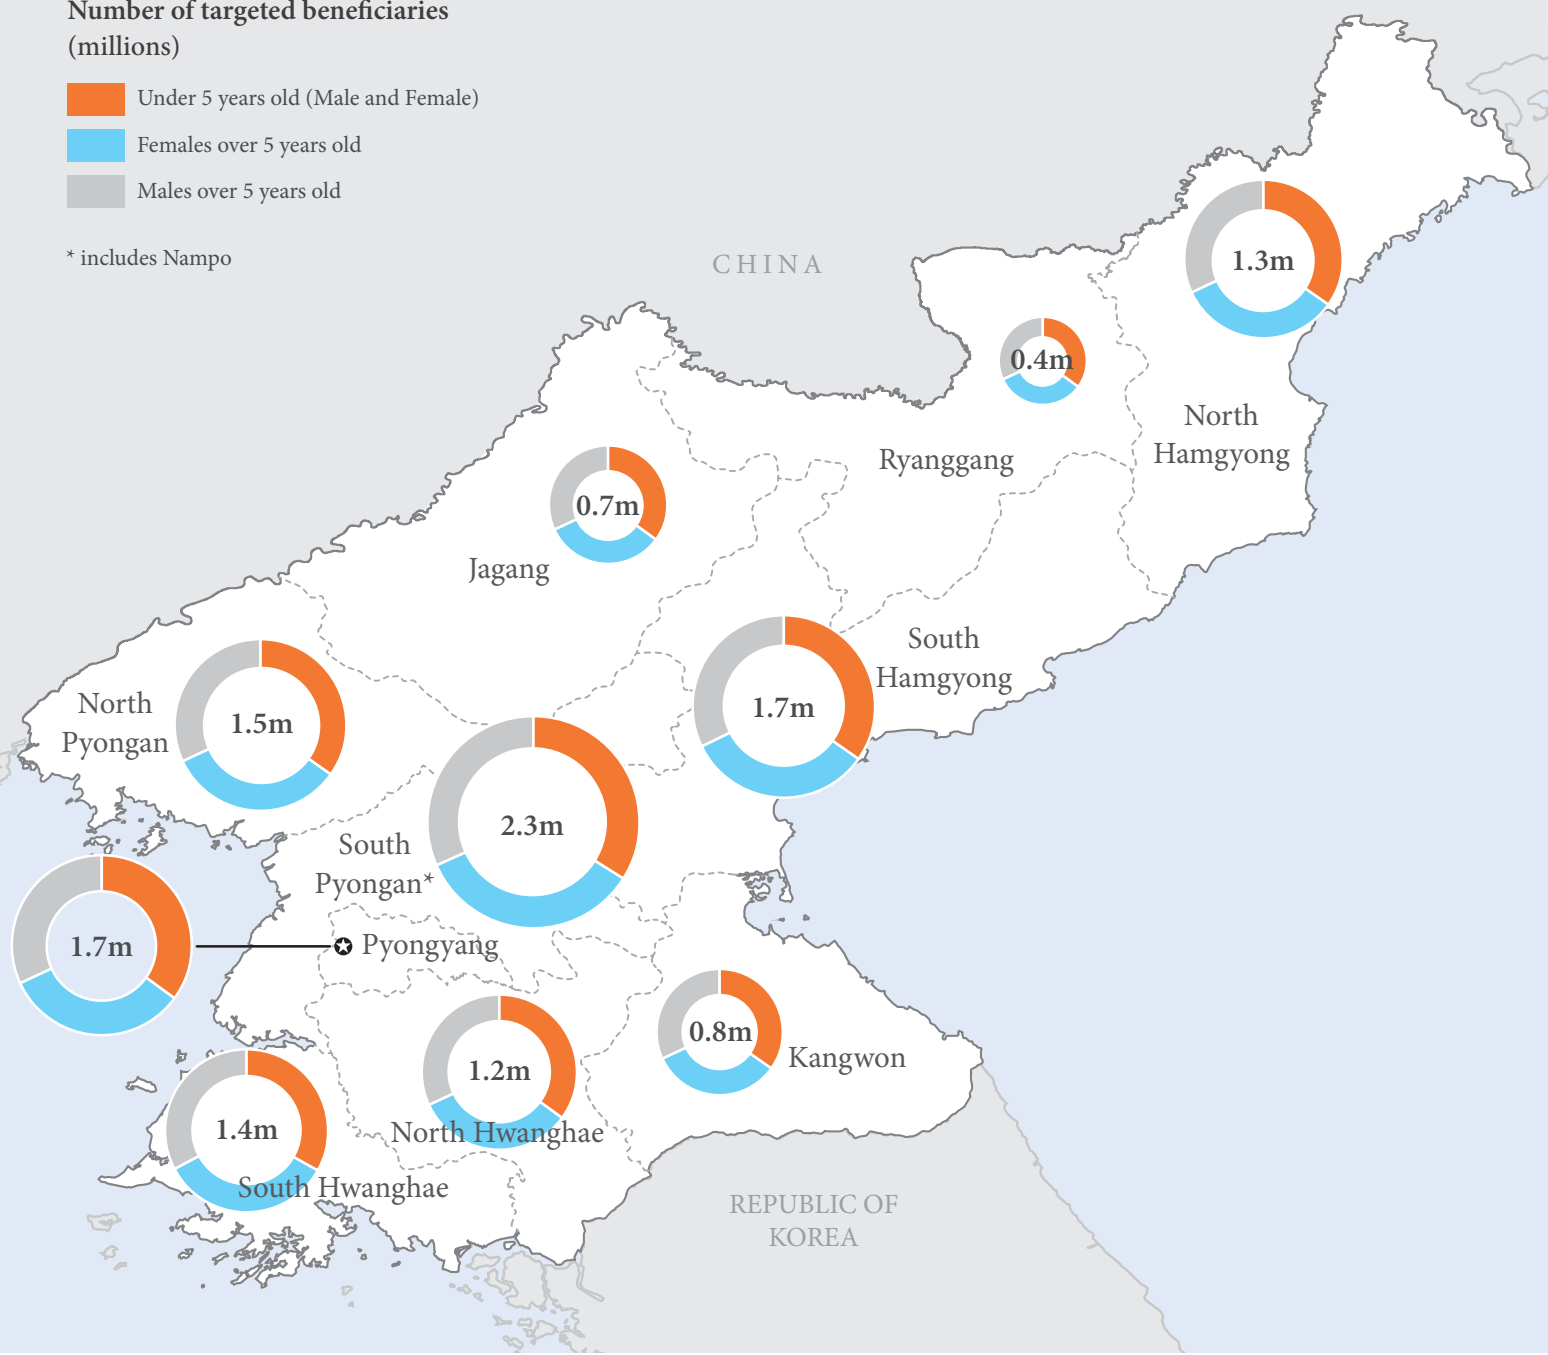 Number of targeted beneficiaries
(millions)
Under 5 years old (Male and Female)
Females over 5 years old
Males over 5 years old
* includes Nampo
CHINA
1.3m
0.4m
North
Hamgyong
Ryanggang
0.7m
Jagang
South
Hamgyong
1.7m
North
Pyongan
1.5m
2.3m
South
Pyongan*
1.7m
Pyongyang
0.8m
Kangwon
1.2m
North Hwanghae
1.4m
South Hwanghae
REPUBLIC OF
KOREA